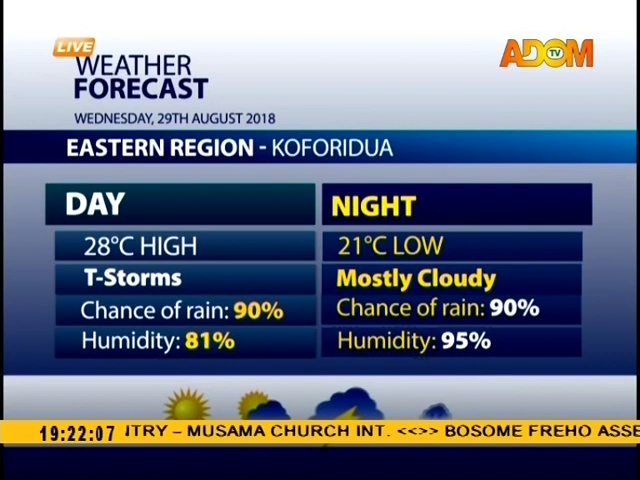 LIVE
ADOM TV
WEATHER
FORECAST
WEDNESDAY, 29TH AUGUST 2018
EASTERN REGION - KOFORIDUA
DAY
28°C HIGH
T-Storms
Chance of rain: 90%
Humidity: 81%
NIGHT
21°C LOW
Mostly Cloudy
Chance of rain: 90%
Humidity: 95%
19:22:07 NTRY – MUSAMA CHURCH INT. <<>> BOSOME FREHO ASSE